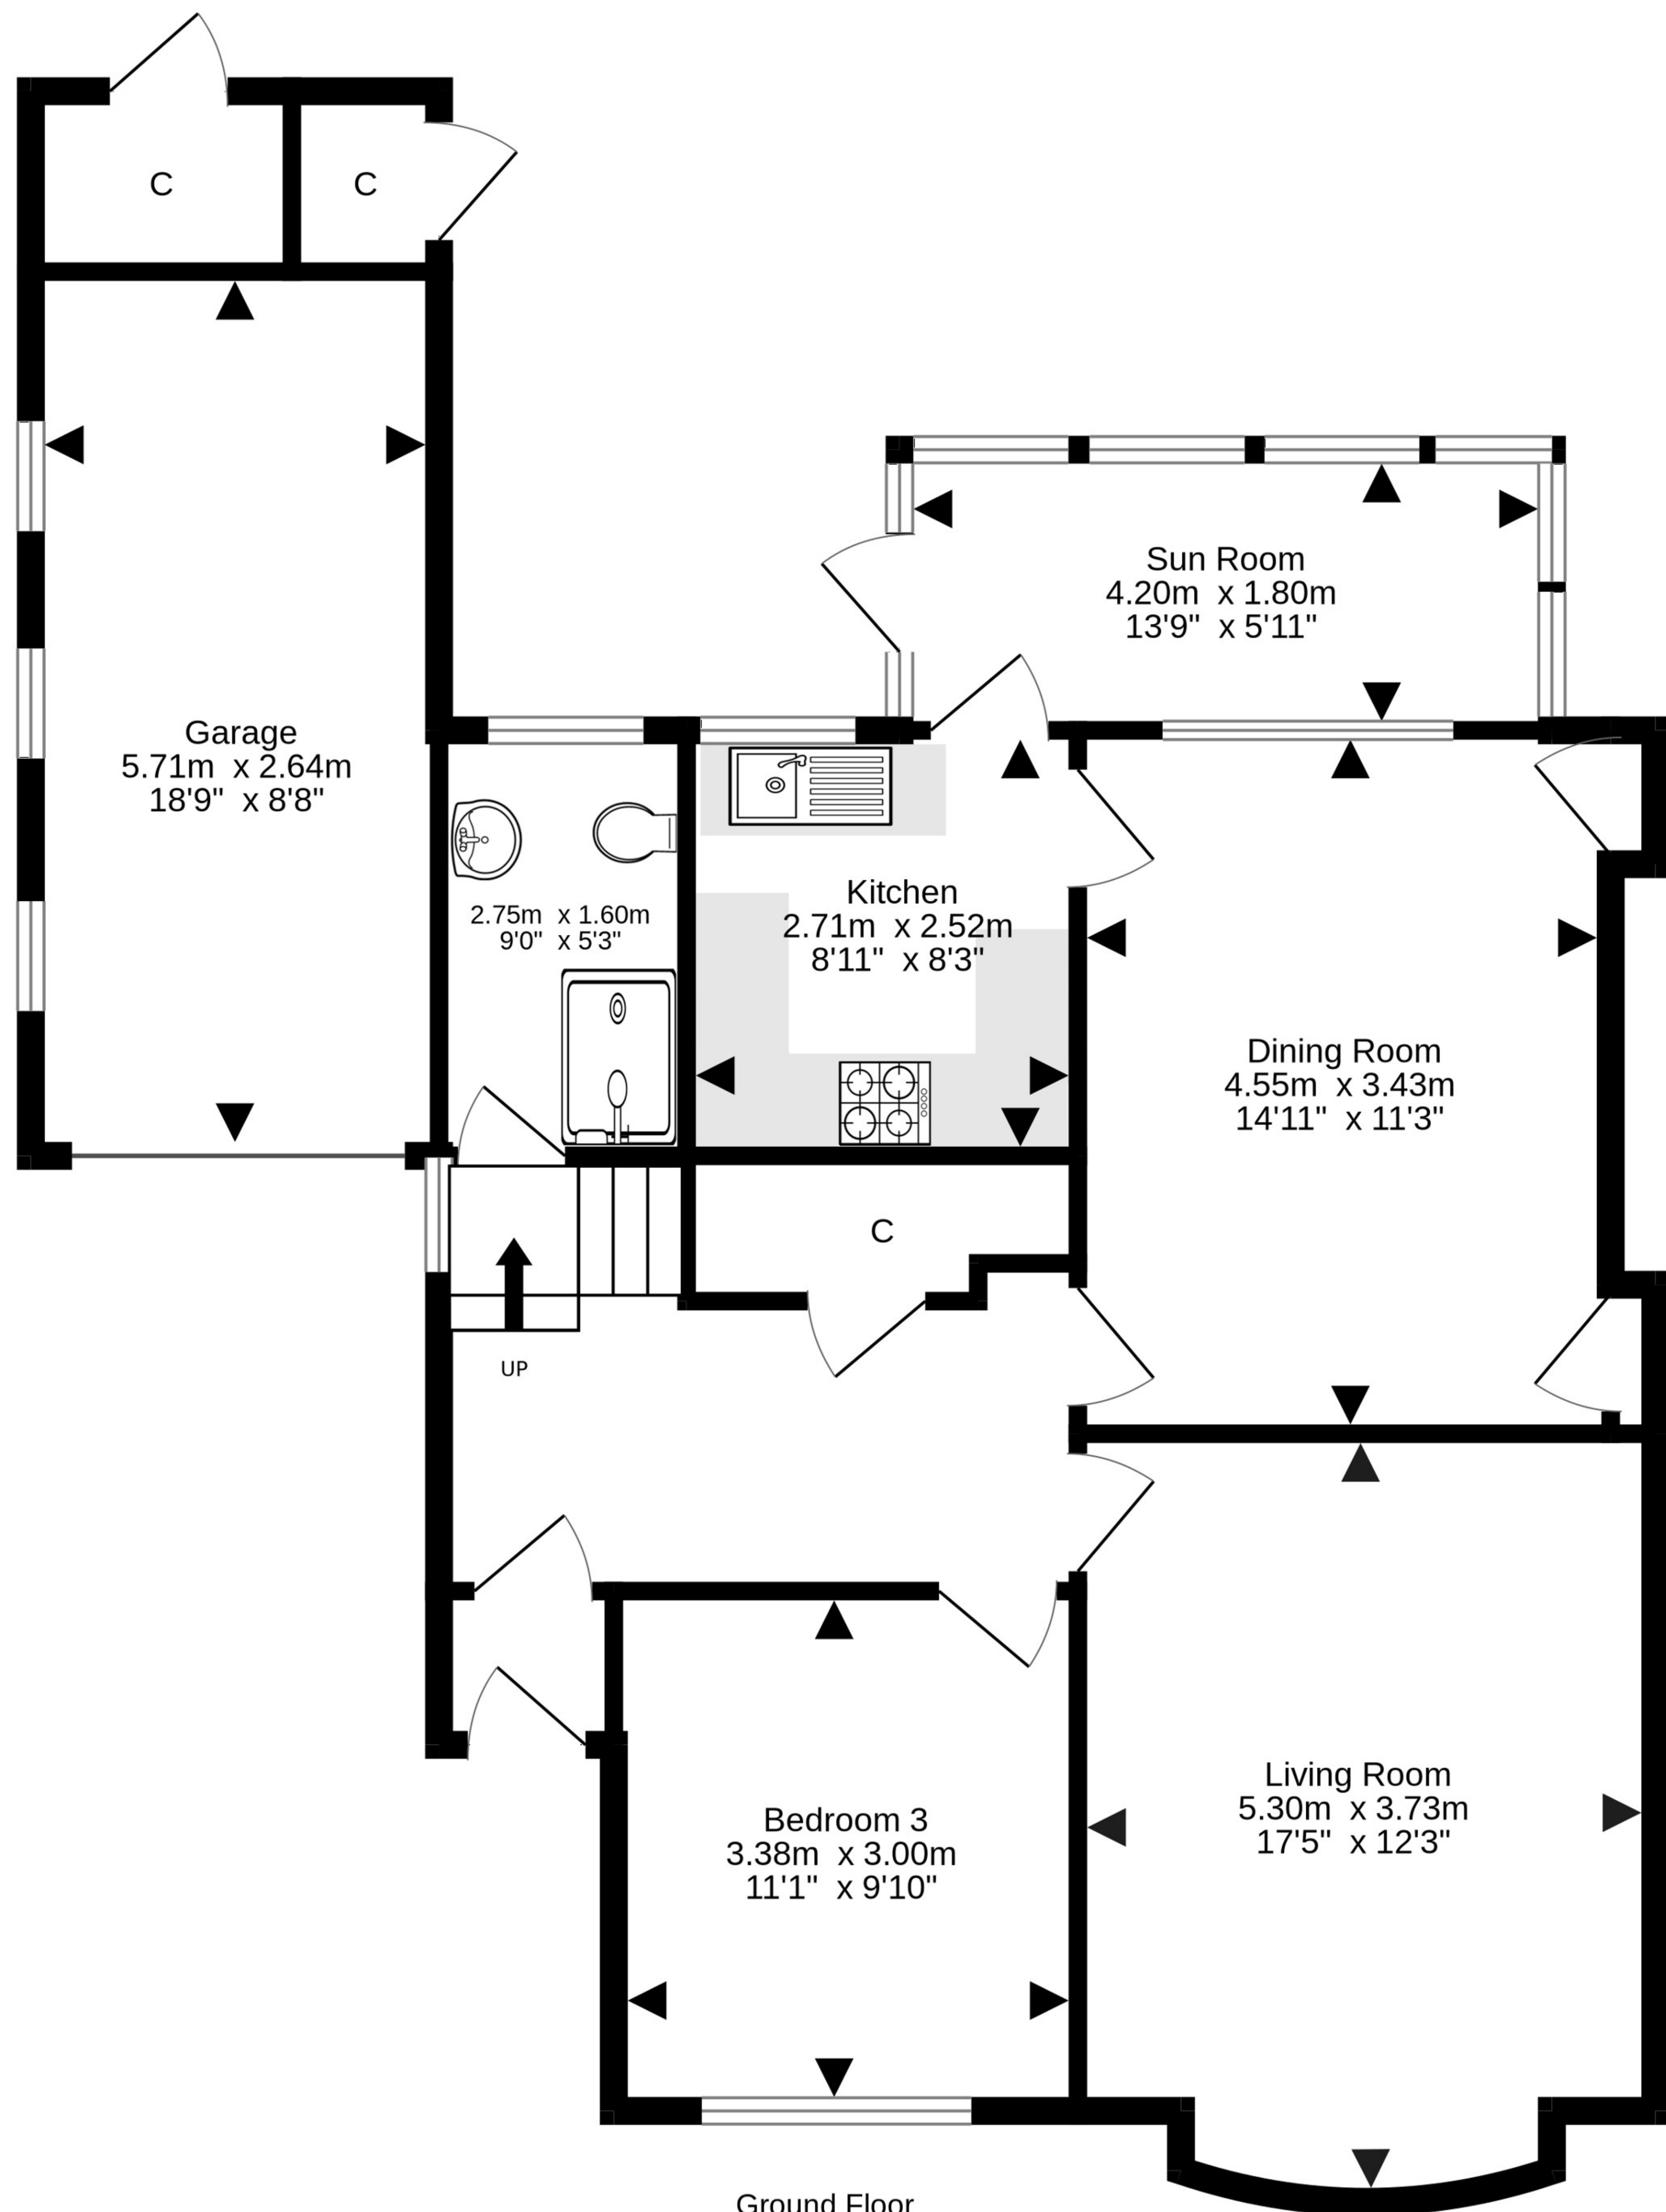 C
C
Sun Room
4.20m x 1.80m
13'9" x 5'11"
Garage
5.71m x 2.64m
18'9" x 8'8"
2.75m x 1.60m
9'0" x 5'3"
Kitchen
2.71m x 2.52m
8'11" x 8'3"
Dining Room
4.55m x 3.43m
14'11" x 11'3"
C
UP
Bedroom 3
3.38m x 3.00m
11'1" x 9'10"
Living Room
5.30m x 3.73m
17'5" x 12'3"
Ground Floor